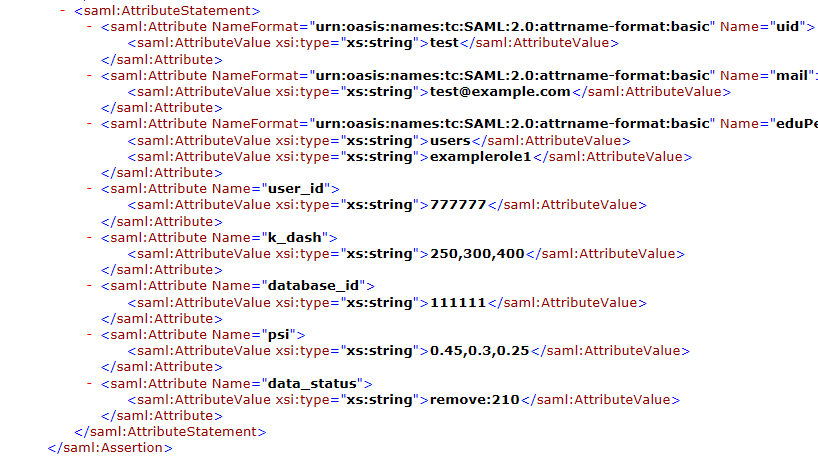 - <saml:AttributeStatement>
- <saml:Attribute NameFormat="urn:oasis:names:tc:SAML:2.0:attrname-format:basic" Name="uid">
<saml:AttributeValue xsi:type="xs:string">test</saml:AttributeValue>
</saml:Attribute>
- <saml:Attribute NameFormat="urn:oasis:names:tc:SAML:2.0:attrname-format:basic" Name="mail"
<saml:AttributeValue xsi:type="xs:string">test@example.com</saml:AttributeValue>
</saml:Attribute>
- <saml:Attribute NameFormat="urn:oasis:names:tc:SAML:2.0:attrname-format:basic" Name="eduPe
<saml:AttributeValue xsi:type="xs:string">users</saml:AttributeValue>
<saml:AttributeValue xsi:type="xs:string">examplerole1</saml:AttributeValue>
</saml:Attribute>
- <saml:Attribute Name="user_id">
<saml:AttributeValue xsi:type="xs:string">777777</saml:AttributeValue>
</saml:Attribute>
- <saml:Attribute Name="k_dash">
<saml:AttributeValue xsi:type="xs:string">250,300,400</saml:AttributeValue>
</saml:Attribute>
- <saml:Attribute Name="database_id">
<saml:AttributeValue xsi:type="xs:string">111111</saml:AttributeValue>
</saml:Attribute>
- <saml:Attribute Name="psi">
<saml:AttributeValue xsi:type="xs:string">0.45,0.3,0.25</saml:AttributeValue>
</saml:Attribute>
- <saml:Attribute Name="data_status">
<saml:AttributeValue xsi:type="xs:string">remove:210</saml:AttributeValue>
</saml:Attribute>
</saml:AttributeStatement>
</saml:Assertion>